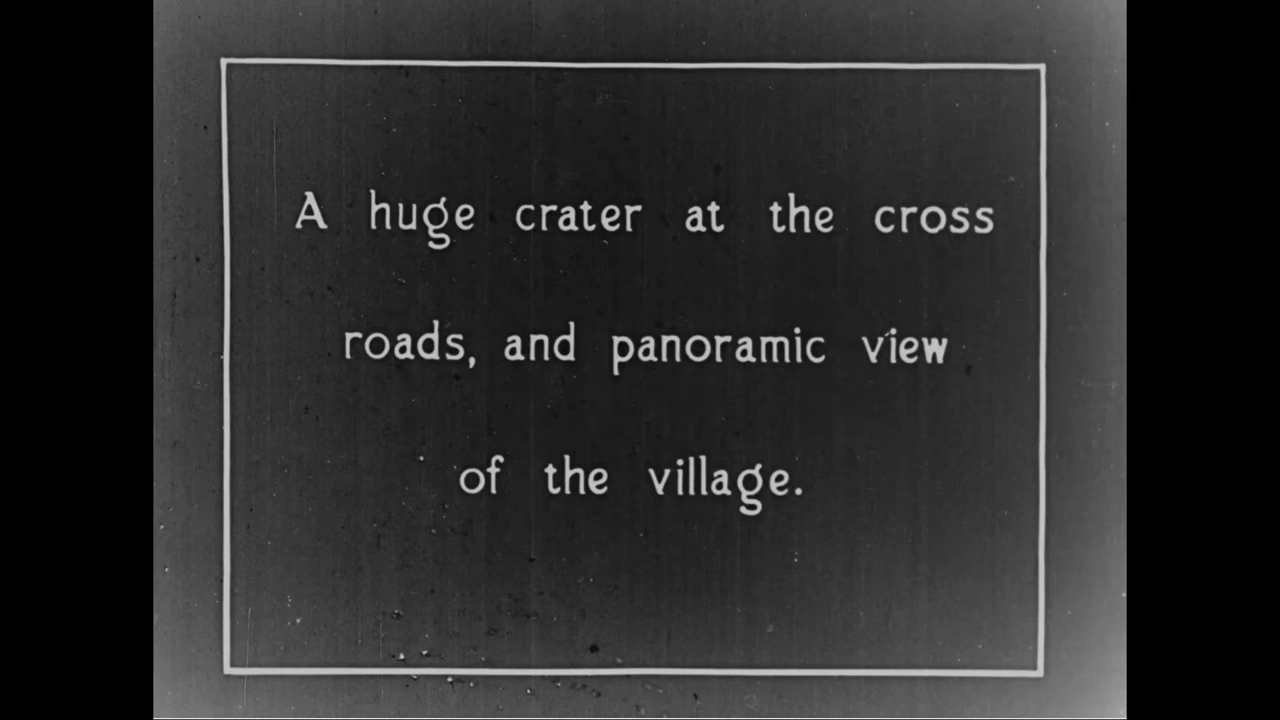 A huge crater at the cross
roads, and panoramic view
of the village.